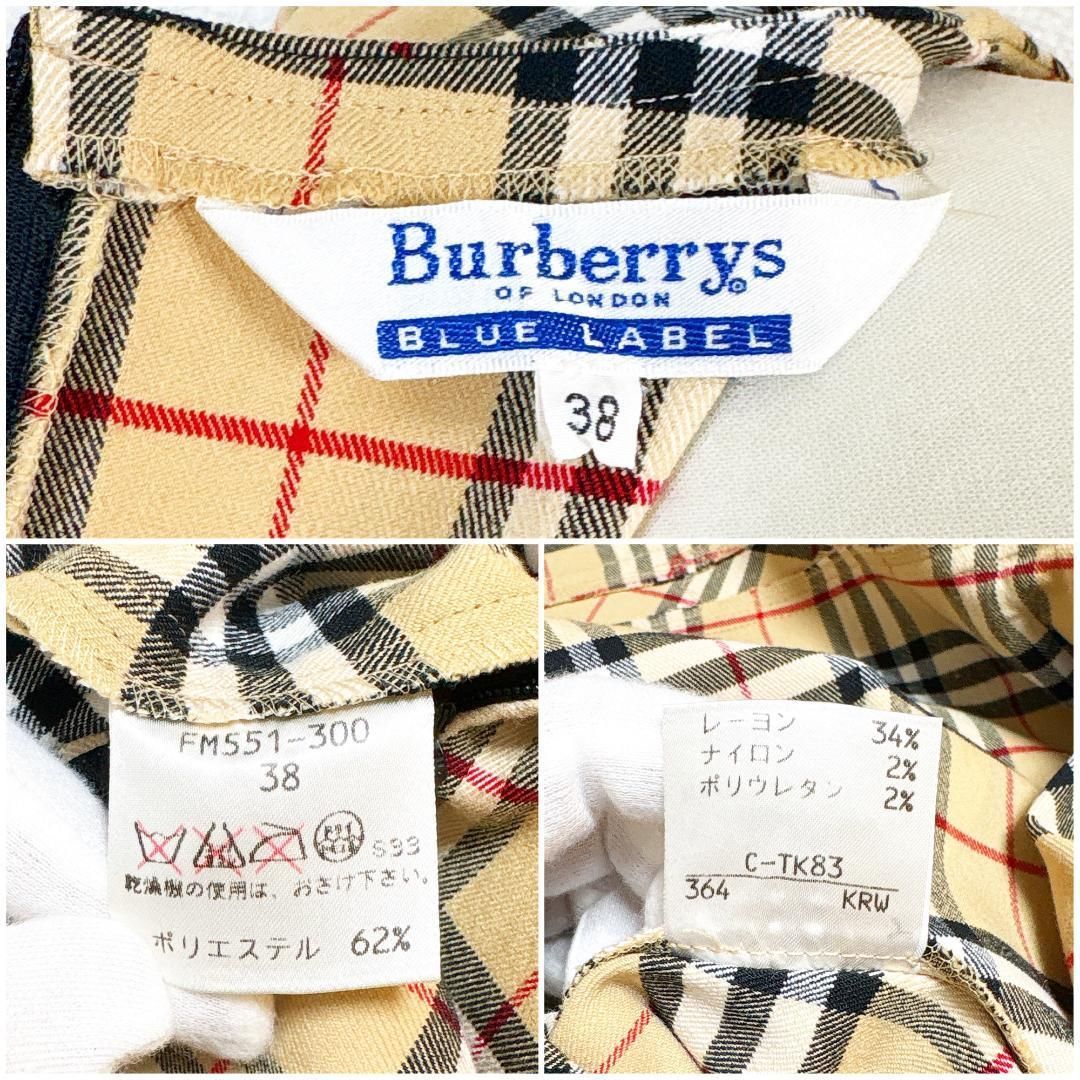 Burberrys
OF LONDON
BLUE LABEL
38
FM551-300
38
S93
乾燥機の使用は、おさけ下さい。
ポリエステル 62%
レーヨン 34%
ナイロン 2%
ポリウレタン 2%
C-TK83
364 KRW